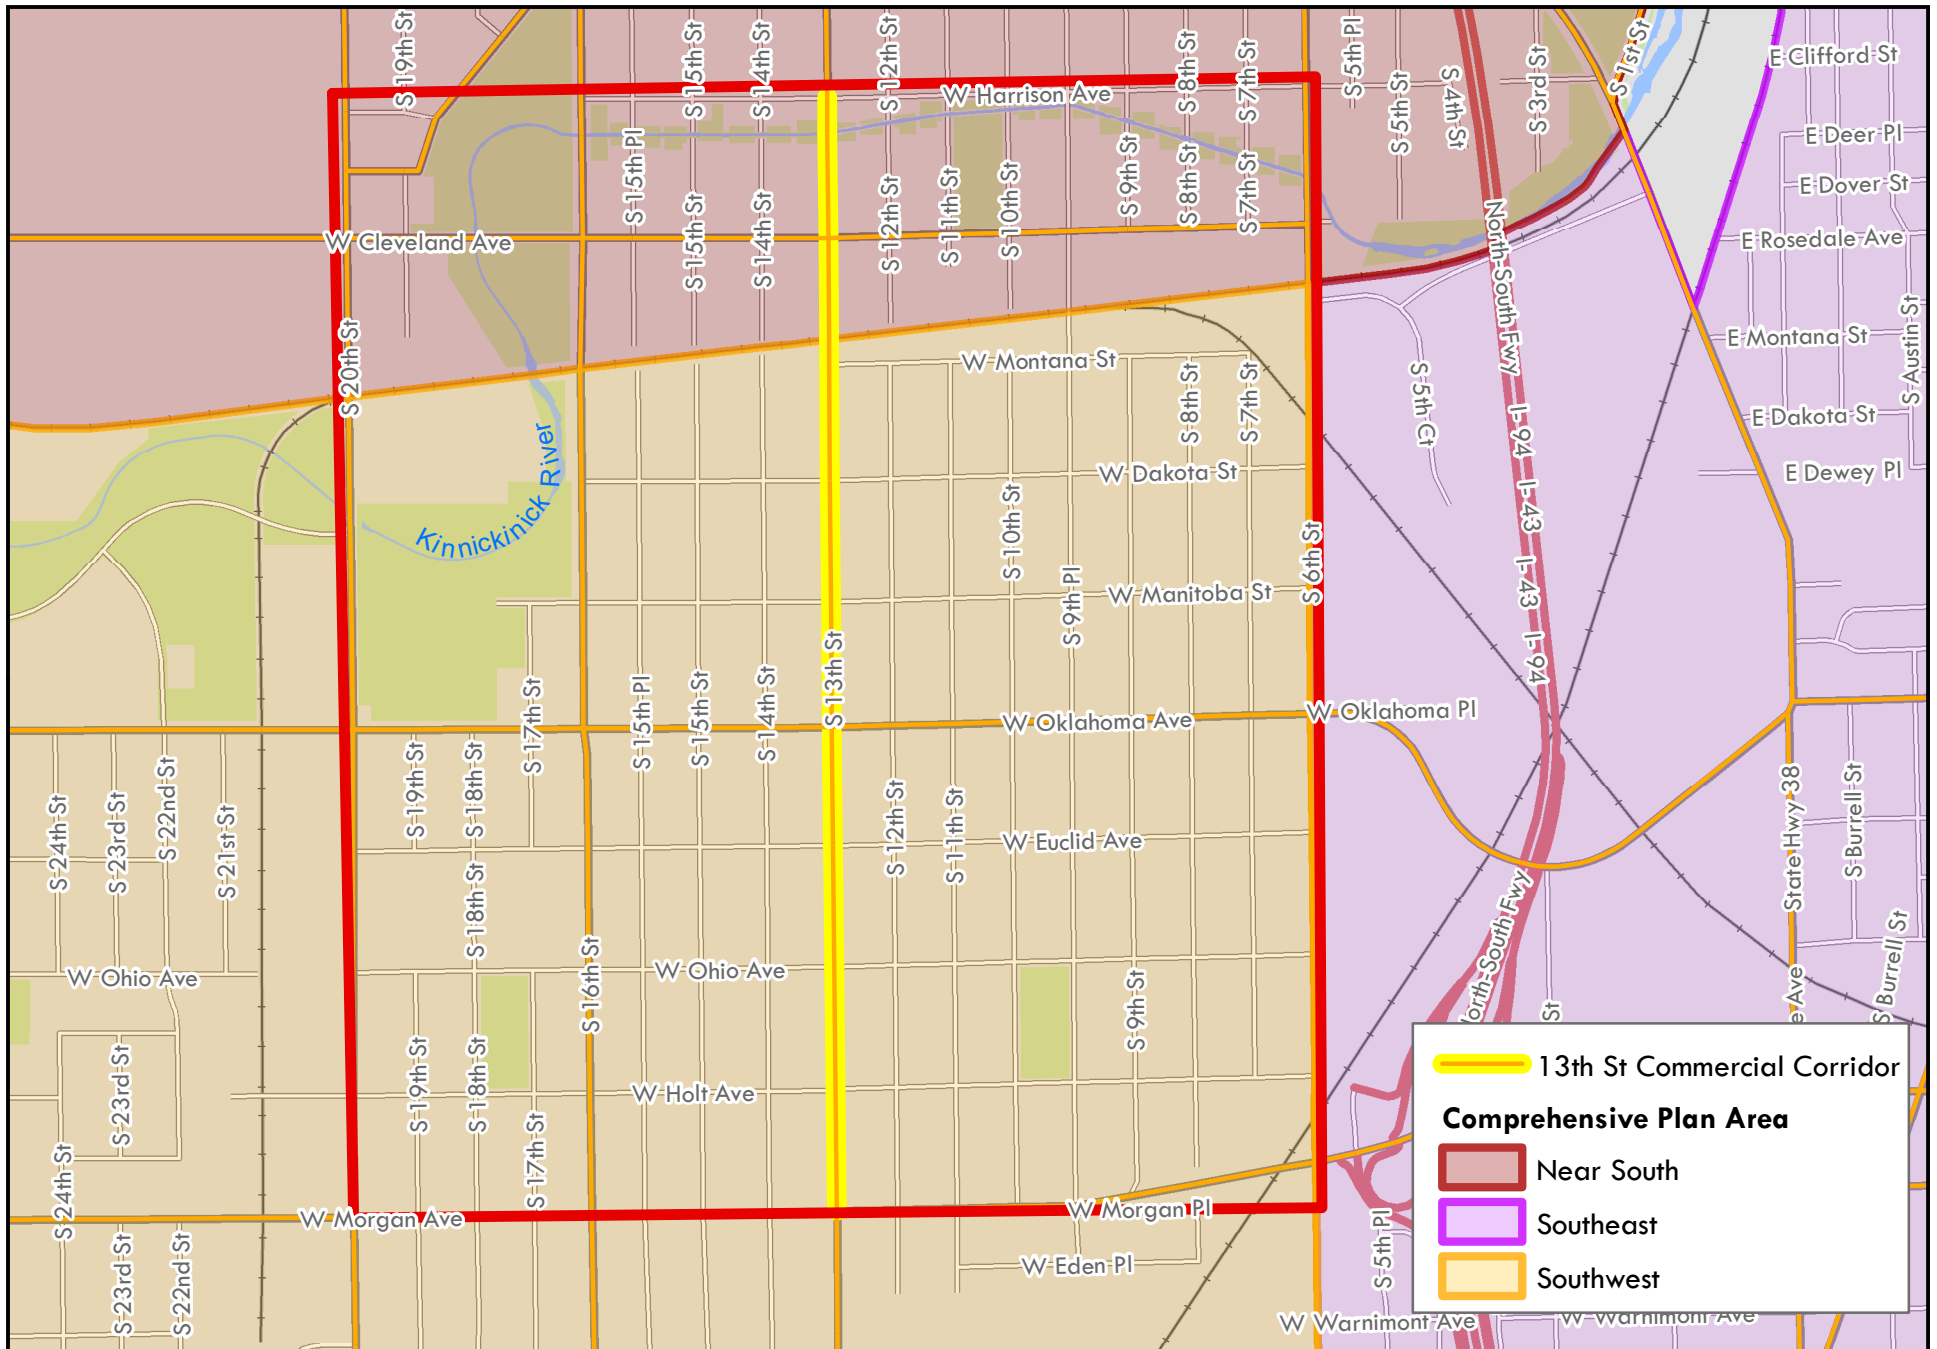 S 19th St
S 15th St
S 14th St
S 12th St
S 8th St
S 7th St
S 5th Pl
S 5th St
S 4th St
S 3rd St
S 1st St
E Clifford St
W Harrison Ave
E Deer Pl
S 15th Pl
S 9th St
S 8th St
S 7th St
E Dover St
S 15th St
S 14th St
S 12th St
S 11th St
S 10th St
W Cleveland Ave
North-South Fwy
E Rosedale Ave
S 20th St
W Montana St
E Montana St
S Austin St
S 8th St
S 7th St
S 5th Ct
I-94
I-43
E Dakota St
W Dakota St
E Dewey Pl
Kinnickinick River
S 10th St
S 9th Pl
S 6th St
W Manitoba St
I-43
I-94
S 17th St
S 15th Pl
S 15th St
S 14th St
S 13th St
W Oklahoma Ave
W Oklahoma Pl
S 24th St
S 23rd St
S 22nd St
S 21st St
S 19th St
S 18th St
S 12th St
S 11th St
W Euclid Ave
State Hwy 38
S Burrell St
S 18th St
S 16th St
North-South Fwy
W Ohio Ave
W Ohio Ave
S 9th St
St
e Ave
S Burrell St
S 23rd St
S 19th St
S 18th St
W Holt Ave
S 24th St
S 17th St
W Morgan Ave
W Morgan Pl
S 23rd St
S 22nd St
W Eden Pl
S 5th Pl
W Warnimont Ave
W Warnimont Ave
13th St Commercial Corridor
Comprehensive Plan Area
Near South
Southeast
Southwest